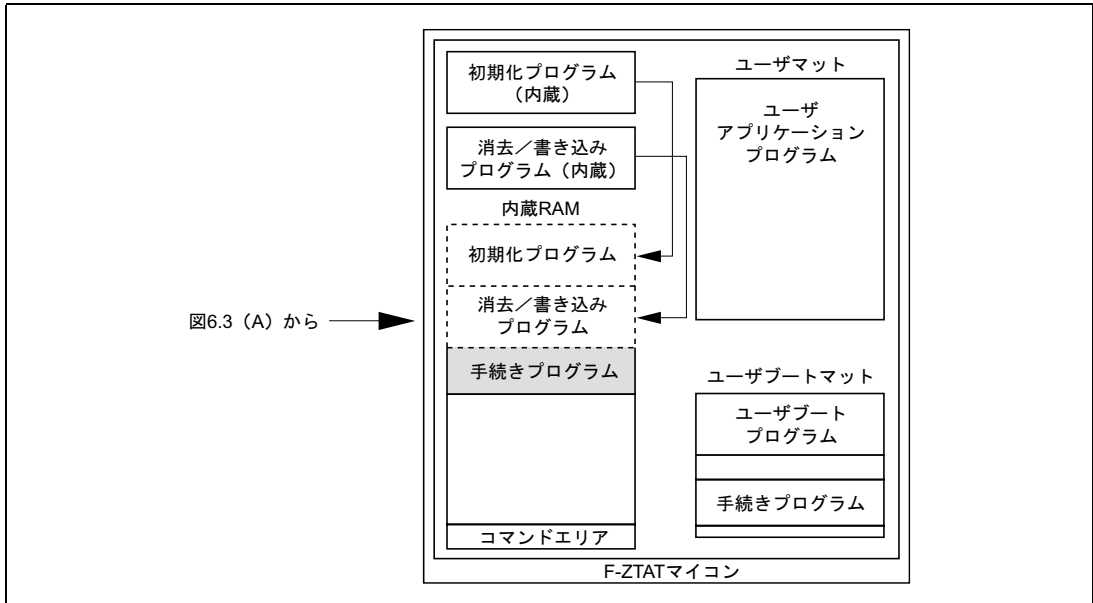 初期化プログラム
（内蔵）
消去／書き込み
プログラム（内蔵）
内蔵RAM
初期化プログラム
消去／書き込み
プログラム
手続きプログラム
コマンドエリア
図6.3（A）から
ユーザマット
ユーザ
アプリケーション
プログラム
ユーザブートマット
ユーザブート
プログラム
手続きプログラム
F-ZTATマイコン